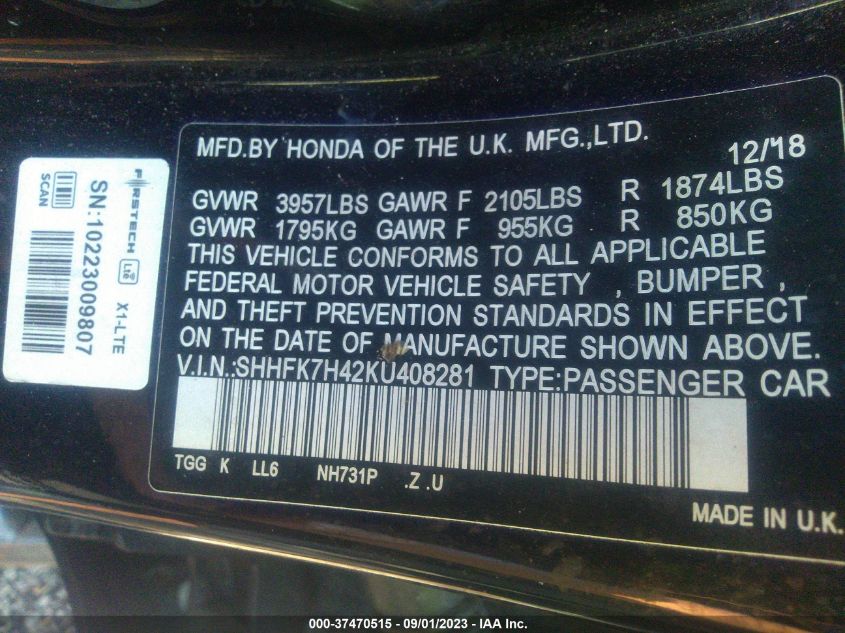 MFD.BY HONDA OF THE U.K. MFG.,LTD.
12/18
GVWR 3957LBS GAWR F 2105LBS R 1874LBS
GVWR 1795KG GAWR F 955KG R 850KG
THIS VEHICLE CONFORMS TO ALL APPLICABLE
FEDERAL MOTOR VEHICLE SAFETY , BUMPER ,
AND THEFT PREVENTION STANDARDS IN EFFECT
ON THE DATE OF MANUFACTURE SHOWN ABOVE.
V.I.N.:SHHFK7H42KU408281 TYPE:PASSENGER CAR
TGG K LL6 NH731P .Z .U
MADE IN U.K.
FIRSTECH
LTE
X1-LTE
SCAN
SN:10223009807
000-37470515 - 09/01/2023 - IAA Inc.